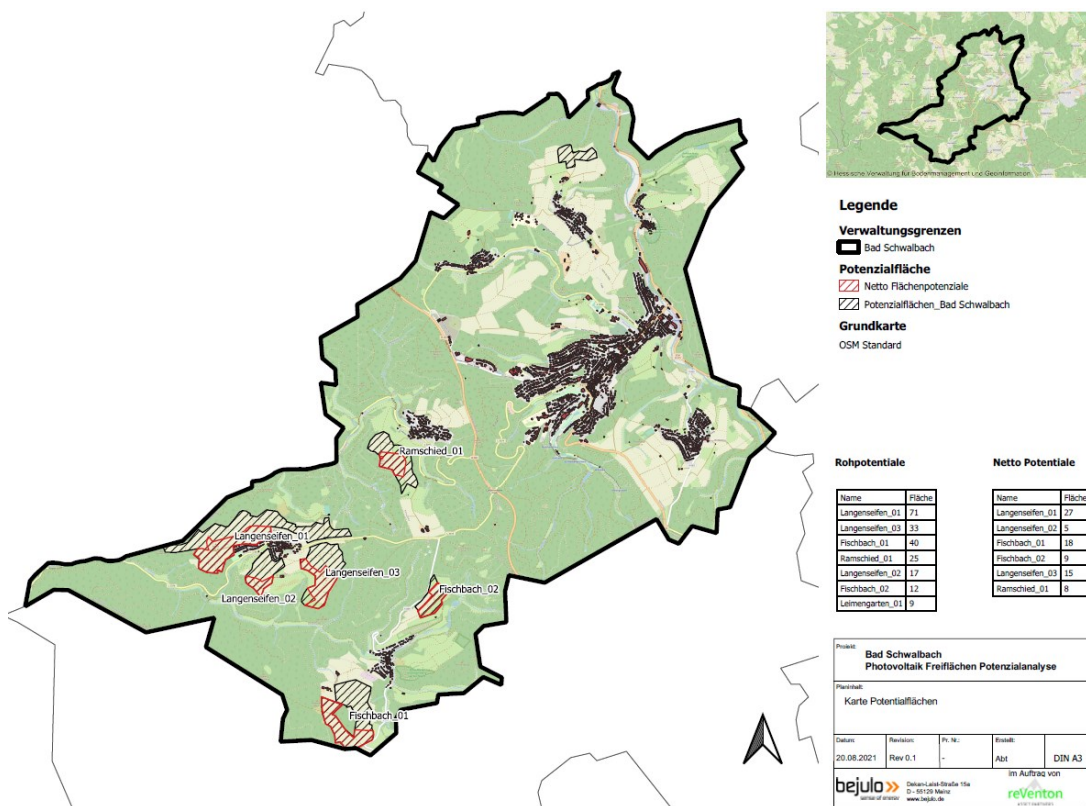 © Hessische Verwaltung für Bodenmanagement und Geoinformation
Legende
Verwaltungsgrenzen
Bad Schwalbach
Potenzialfläche
Netto Flächenpotenziale
Potenzialflächen_Bad Schwalbach
Grundkarte
OSM Standard
Ramschied_01
Langenseifen_01
Langenseifen_03
Langenseifen_02
Fischbach_02
Fischbach_01
Rohpotentiale
Name Fläche
Langenseifen_01 71
Langenseifen_03 33
Fischbach_01 40
Ramschied_01 25
Langenseifen_02 17
Fischbach_02 12
Leimengarten_01 9
Netto Potentiale
Name Fläche
Langenseifen_01 27
Langenseifen_02 5
Fischbach_01 18
Fischbach_02 9
Langenseifen_03 15
Ramschied_01 8
Projekt:
Bad Schwalbach
Photovoltaik Freiflächen Potenzialanalyse
Planinhalt:
Karte Potentialflächen
Datum: Revision: Pr. Nr.: Erstellt:
20.08.2021 Rev 0.1 - Abt DIN A3
bejulo
sense of energy
Dekan-Laist-Straße 15a
D - 55129 Mainz
www.bejulo.de
im Auftrag von
reVenton